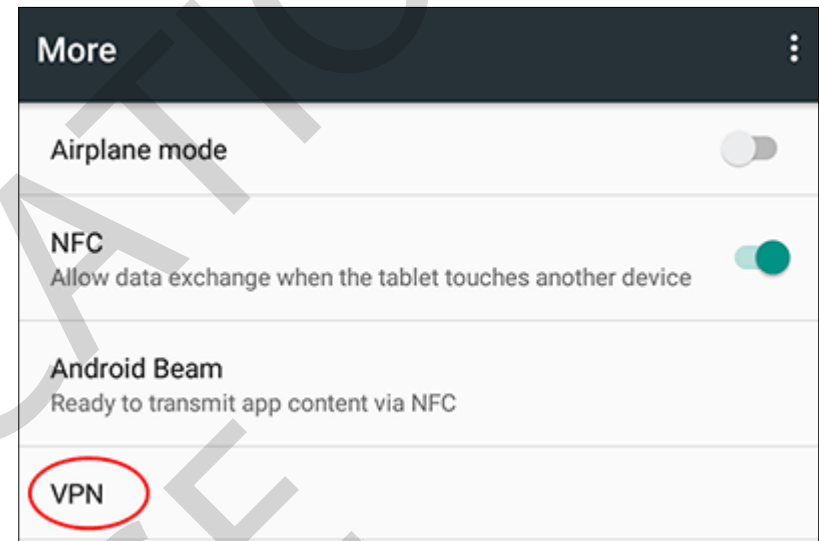 More
Airplane mode
NFC
Allow data exchange when the tablet touches another device
Android Beam
Ready to transmit app content via NFC
VPN